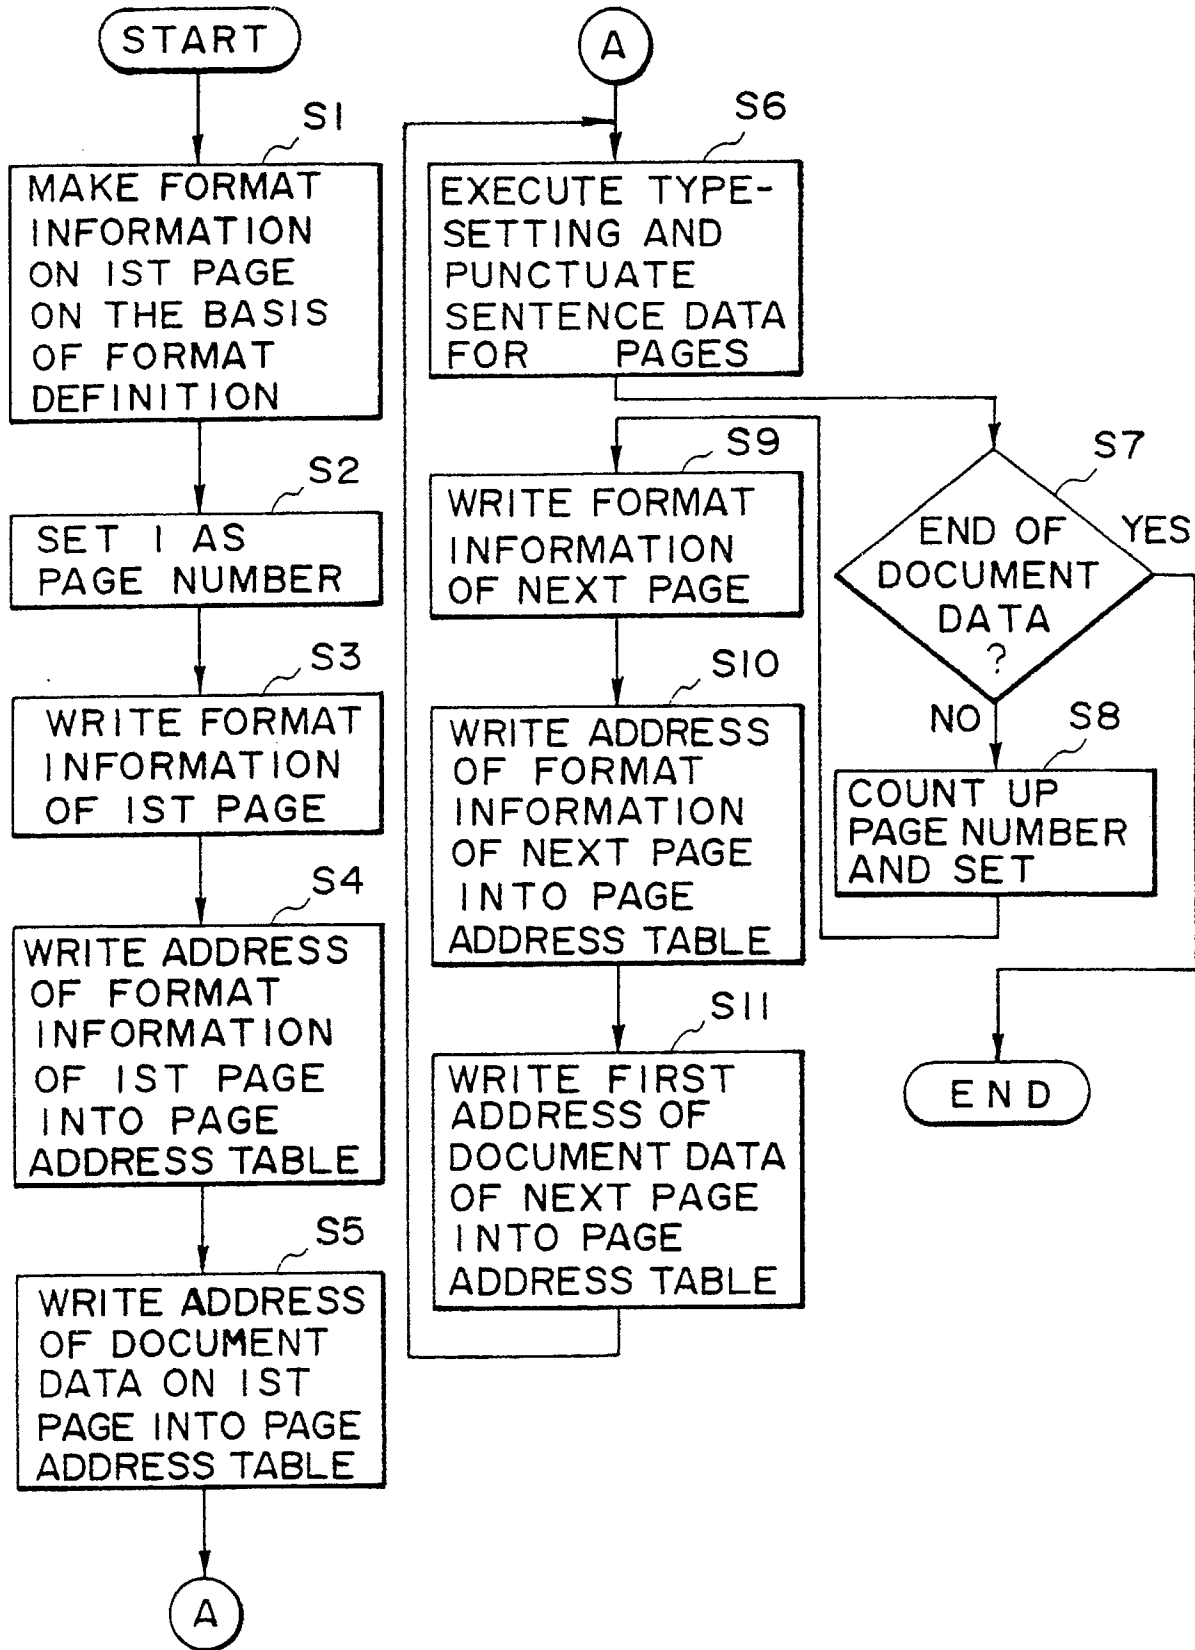 START
S1
MAKE FORMAT
INFORMATION
ON 1ST PAGE
ON THE BASIS
OF FORMAT
DEFINITION
S2
SET 1 AS
PAGE NUMBER
S3
WRITE FORMAT
INFORMATION
OF 1ST PAGE
S4
WRITE ADDRESS
OF FORMAT
INFORMATION
OF 1ST PAGE
INTO PAGE
ADDRESS TABLE
S5
WRITE ADDRESS
OF DOCUMENT
DATA ON 1ST
PAGE INTO PAGE
ADDRESS TABLE
A
A
S6
EXECUTE TYPE-
SETTING AND
PUNCTUATE
SENTENCE DATA
FOR PAGES
S7
END OF
DOCUMENT
DATA
?
YES
NO
S8
COUNT UP
PAGE NUMBER
AND SET
S9
WRITE FORMAT
INFORMATION
OF NEXT PAGE
S10
WRITE ADDRESS
OF FORMAT
INFORMATION
OF NEXT PAGE
INTO PAGE
ADDRESS TABLE
S11
WRITE FIRST
ADDRESS OF
DOCUMENT DATA
OF NEXT PAGE
INTO PAGE
ADDRESS TABLE
END